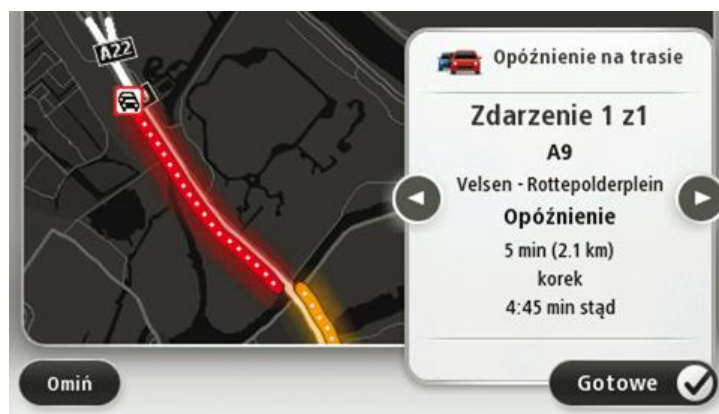 A22
Opóźnienie na trasie
Zdarzenie 1 z1
A9
Velsen - Rottepolderplein
Opóźnienie
5 min (2.1 km)
korek
4:45 min stąd
Omiń
Gotowe